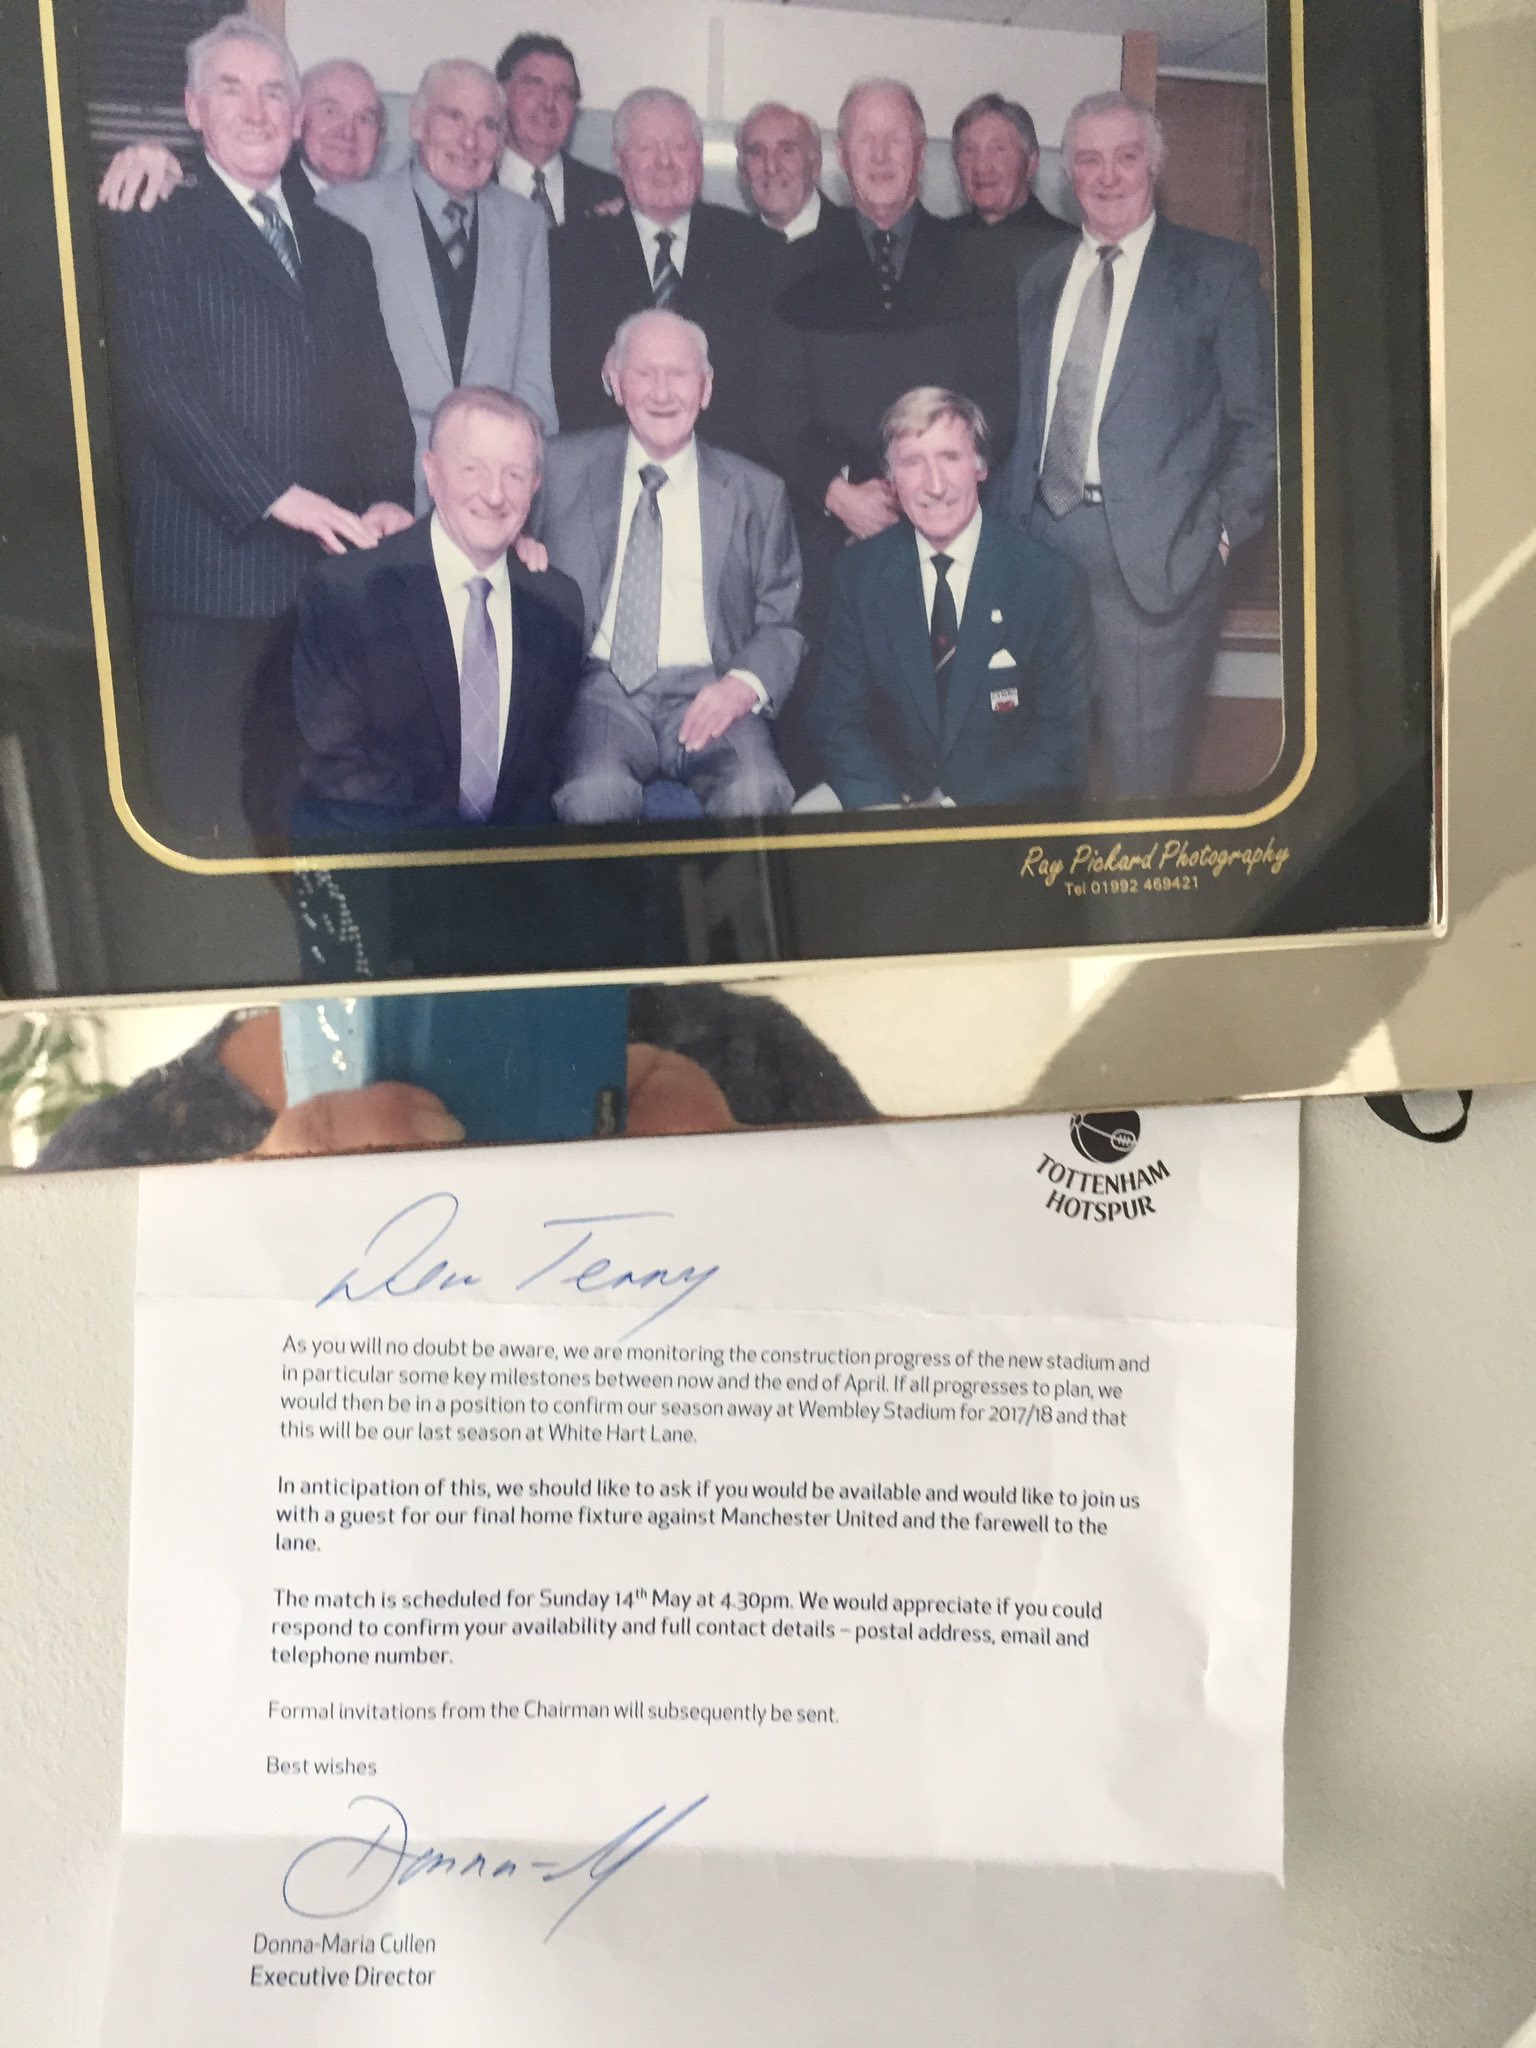 Ray Pickard Photography
Tel 01992 469421
TOTTENHAM
HOTSPUR
Dear Terry
As you will no doubt be aware, we are monitoring the construction progress of the new stadium and
in particular some key milestones between now and the end of April. If all progresses to plan, we
would then be in a position to confirm our season away at Wembley Stadium for 2017/18 and that
this will be our last season at White Hart Lane.
In anticipation of this, we should like to ask if you would be available and would like to join us
with a guest for our final home fixture against Manchester United and the farewell to the
lane.
The match is scheduled for Sunday 14th May at 4.30pm. We would appreciate if you could
respond to confirm your availability and full contact details – postal address, email and
telephone number.
Formal invitations from the Chairman will subsequently be sent.
Best wishes
Donna-M
Donna-Maria Cullen
Executive Director